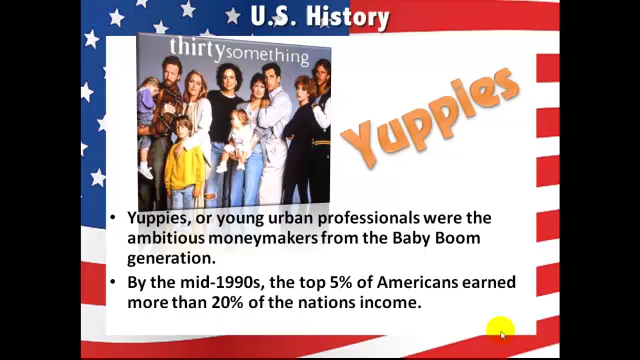 U.S. History
thirtysomething
Yuppies
• Yuppies, or young urban professionals were the
ambitious moneymakers from the Baby Boom
generation.
• By the mid-1990s, the top 5% of Americans earned
more than 20% of the nations income.